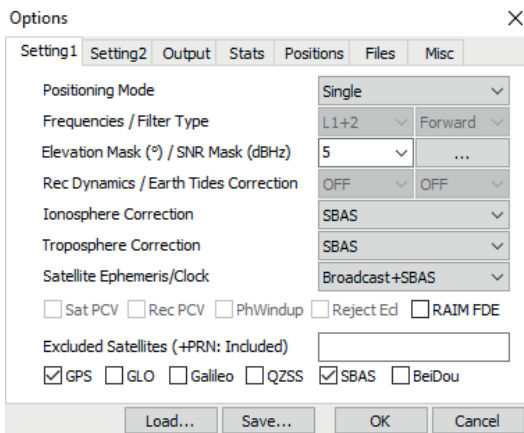 Options
Setting1 Setting2 Output Stats Positions Files Misc
Positioning Mode Single
Frequencies / Filter Type L1+2 Forward
Elevation Mask (°) / SNR Mask (dBHz) 5 ...
Rec Dynamics / Earth Tides Correction OFF OFF
Ionosphere Correction SBAS
Troposphere Correction SBAS
Satellite Ephemeris/Clock Broadcast+SBAS
Sat PCV Rec PCV PhWindup Reject Ecl RAIM FDE
Excluded Satellites (+PRN: Included)
GPS GLO Galileo QZSS SBAS BeiDou
Load... Save... OK Cancel